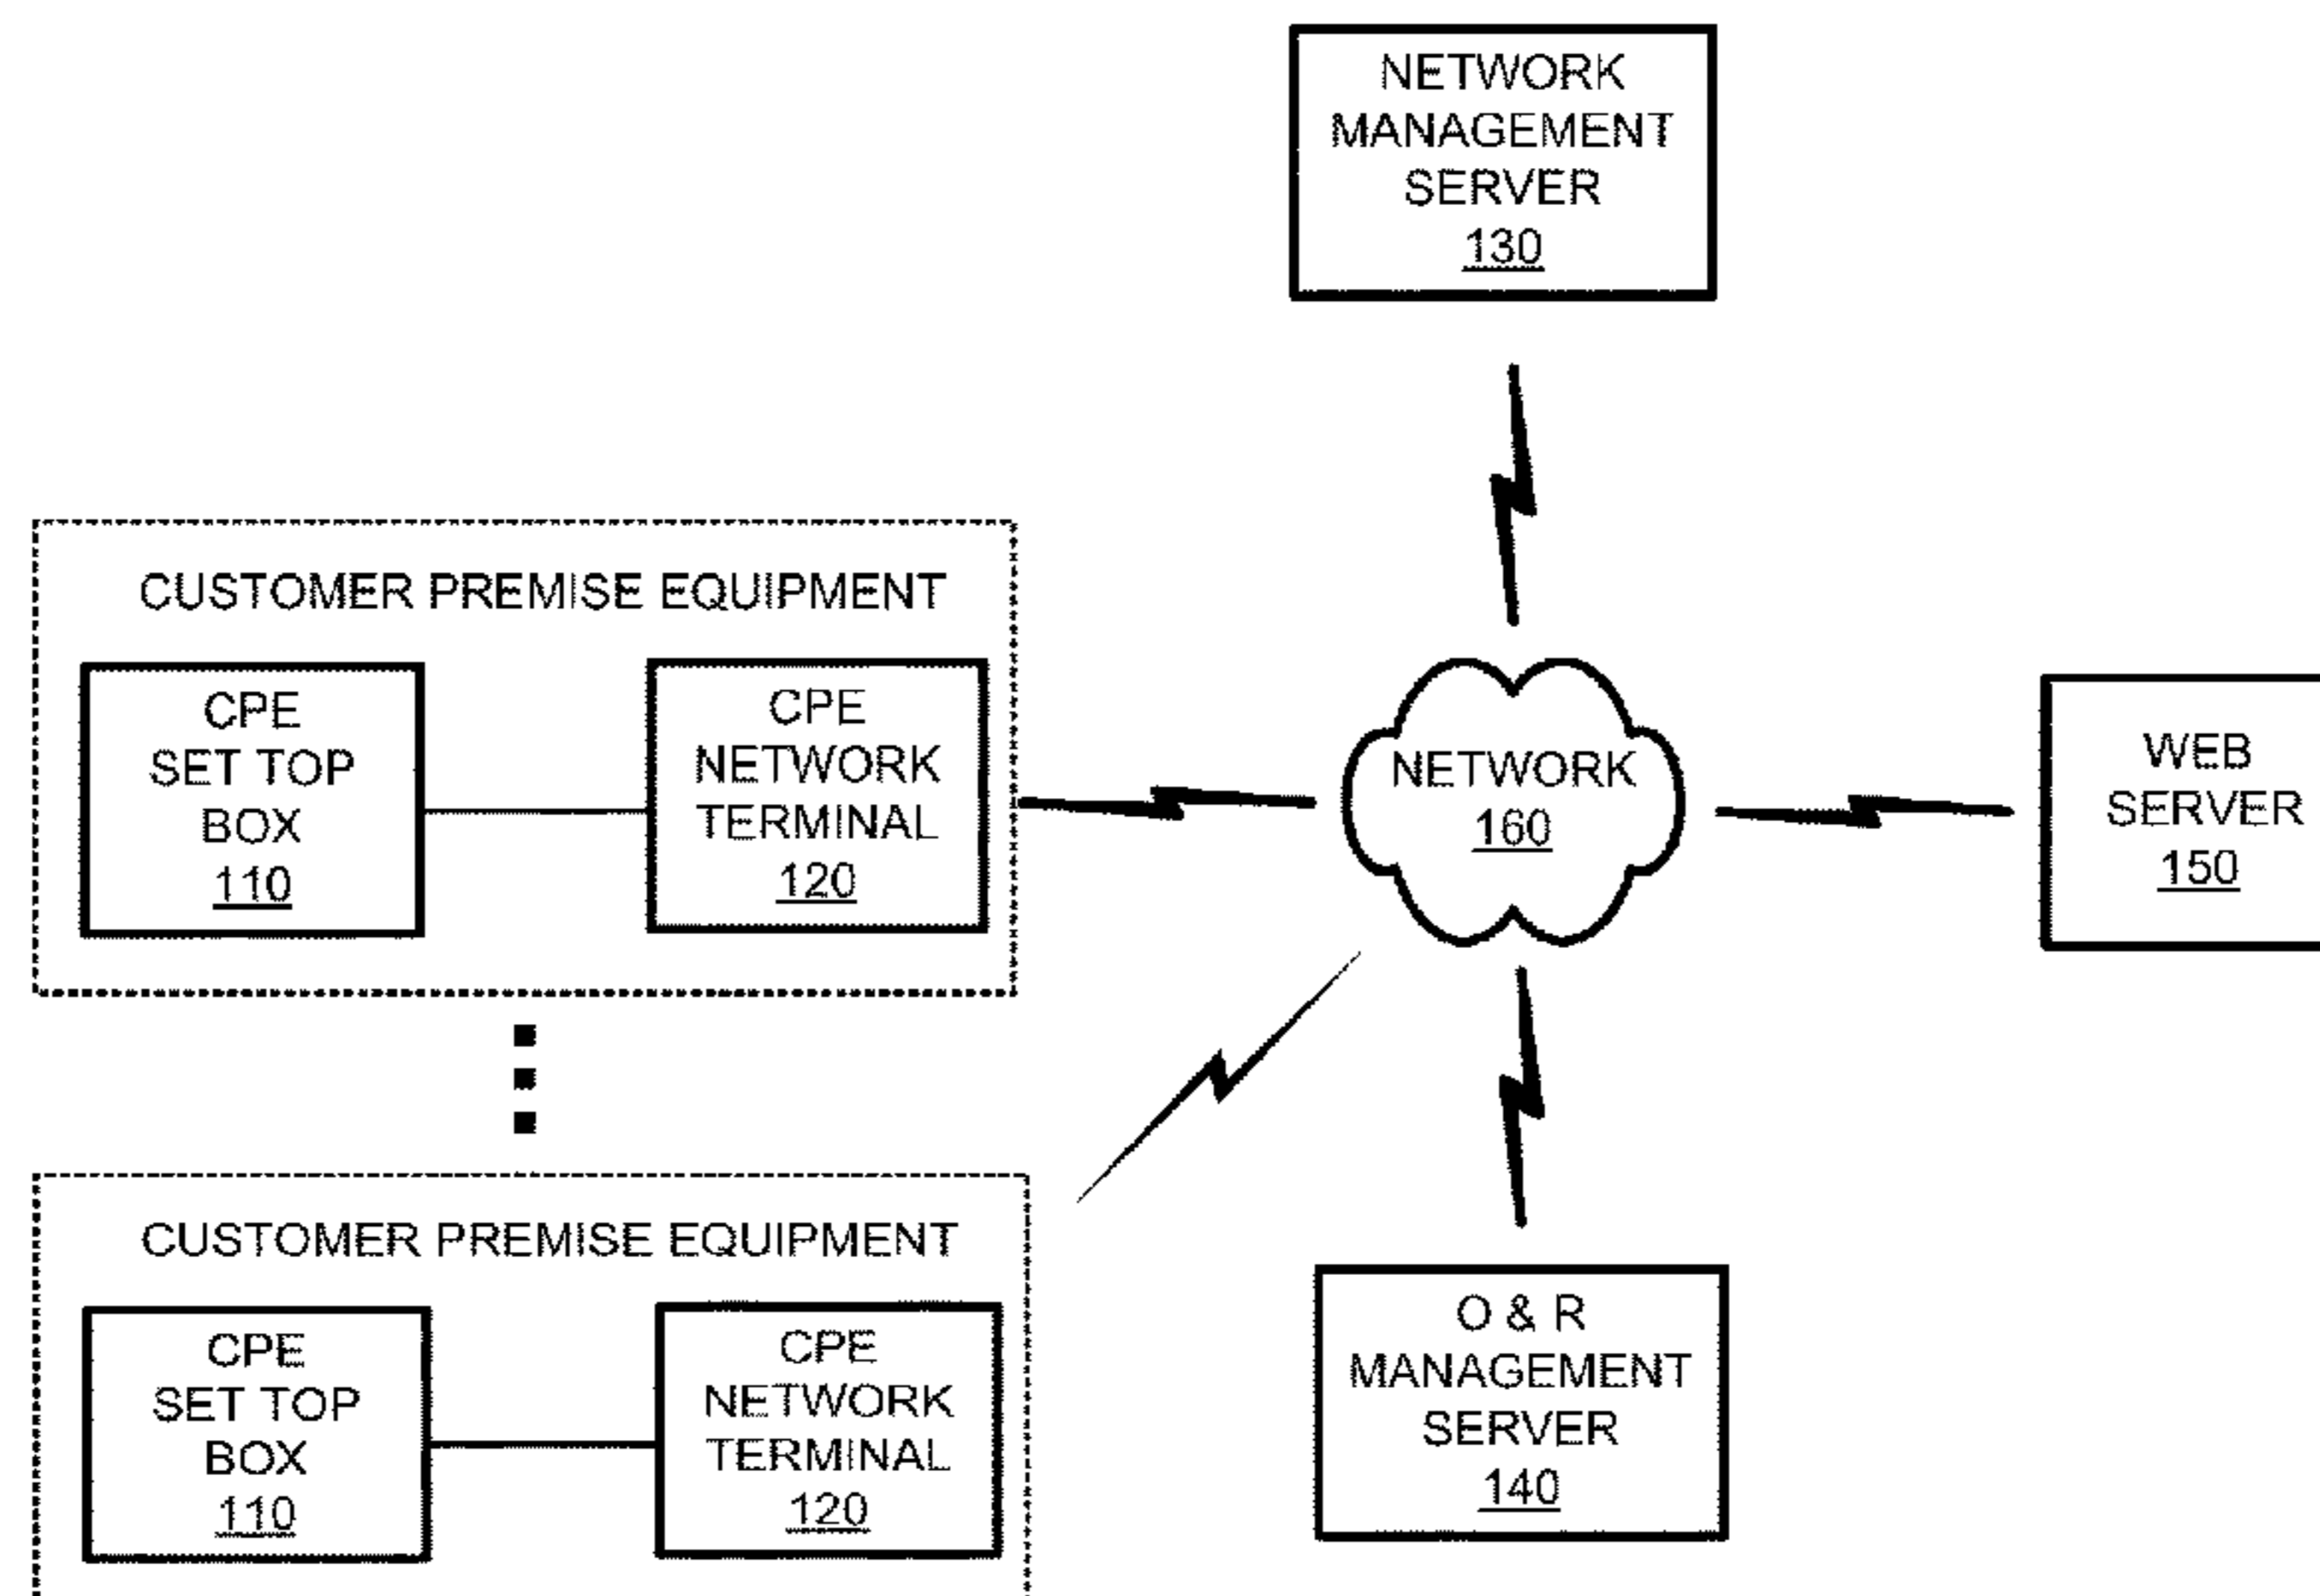 NETWORK
MANAGEMENT
SERVER
130
CUSTOMER PREMISE EQUIPMENT
CPE
SET TOP
BOX
110
CPE
NETWORK
TERMINAL
120
NETWORK
160
WEB
SERVER
150
CUSTOMER PREMISE EQUIPMENT
CPE
SET TOP
BOX
110
CPE
NETWORK
TERMINAL
120
O & R
MANAGEMENT
SERVER
140